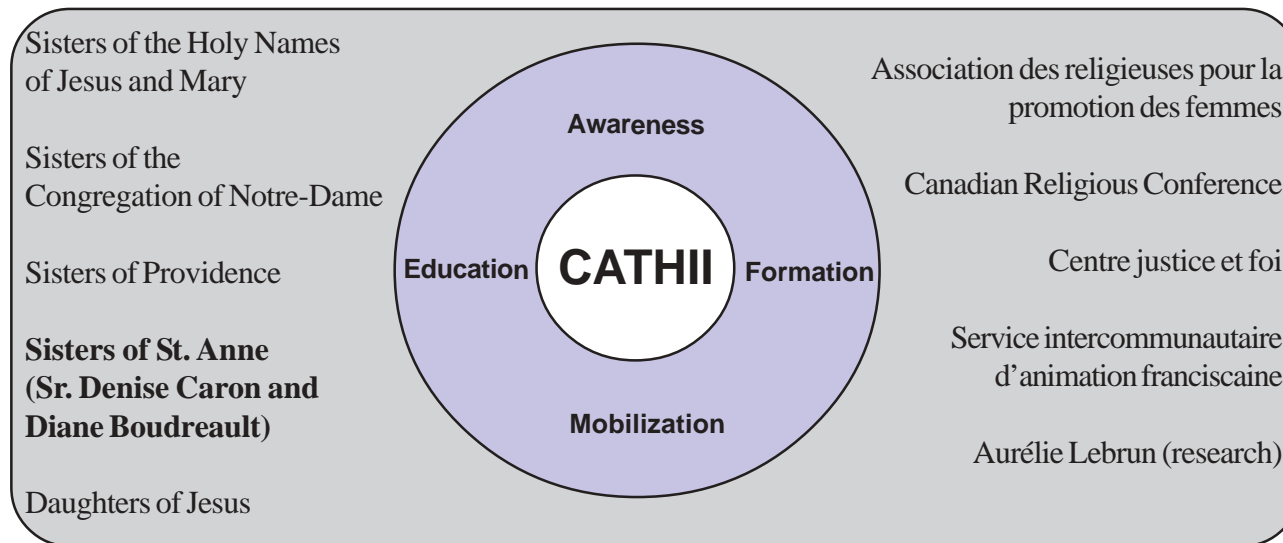 Sisters of the Holy Names
of Jesus and Mary
Sisters of the
Congregation of Notre-Dame
Sisters of Providence
Sisters of St. Anne
(Sr. Denise Caron and
Diane Boudreault)
Daughters of Jesus
Awareness
Education
CATHII
Formation
Mobilization
Association des religieuses pour la
promotion des femmes
Canadian Religious Conference
Centre justice et foi
Service intercommunautaire
d’animation franciscaine
Aurélie Lebrun (research)